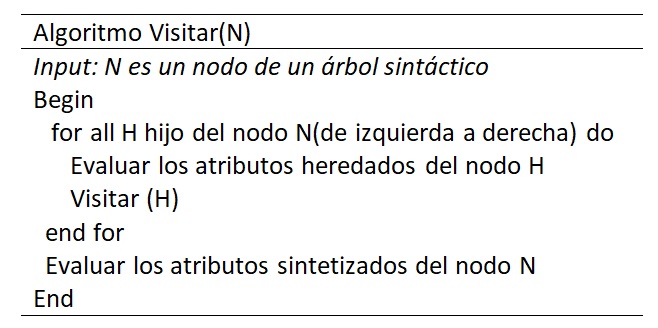 Algoritmo Visitar(N)
Input: N es un nodo de un árbol sintáctico
Begin
for all H hijo del nodo N(de izquierda a derecha) do
Evaluar los atributos heredados del nodo H
Visitar (H)
end for
Evaluar los atributos sintetizados del nodo N
End